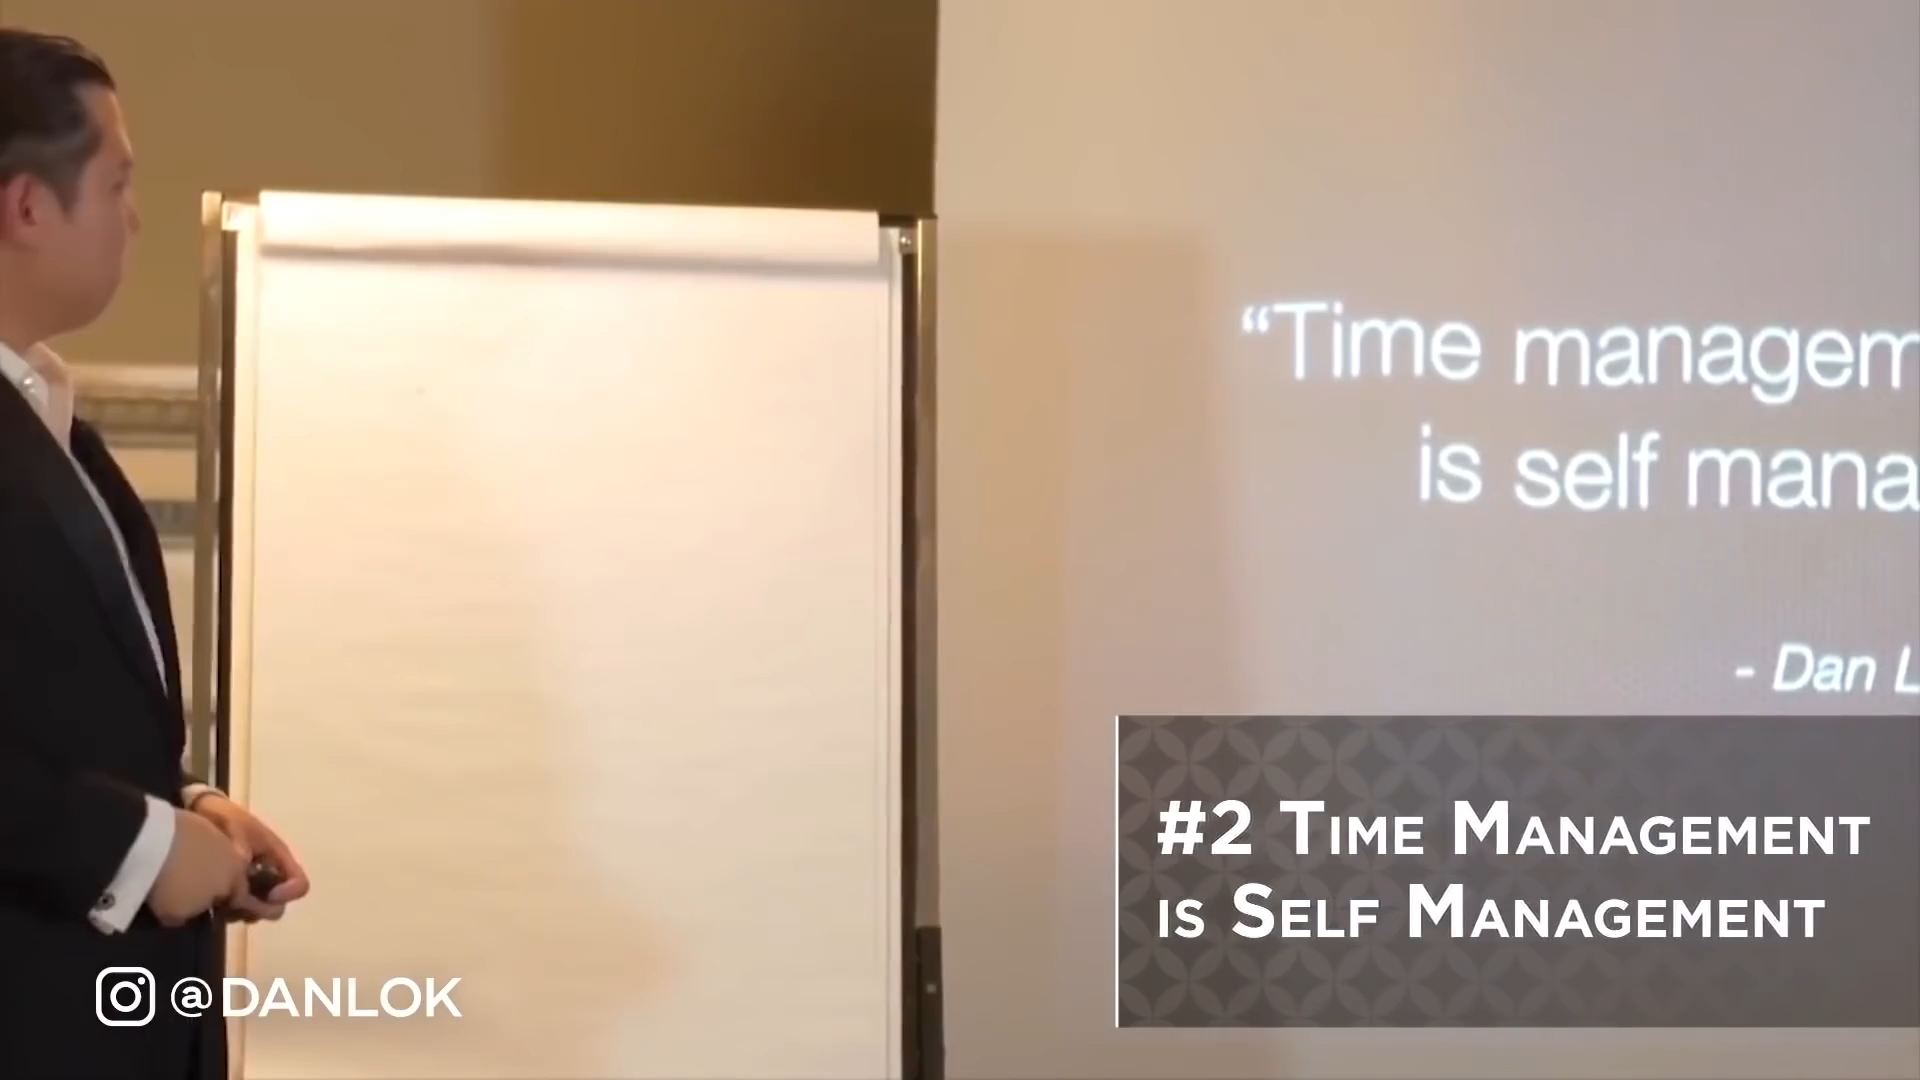 “Time managem
is self mana
- Dan L
#2 TIME MANAGEMENT
IS SELF MANAGEMENT
@DANLOK